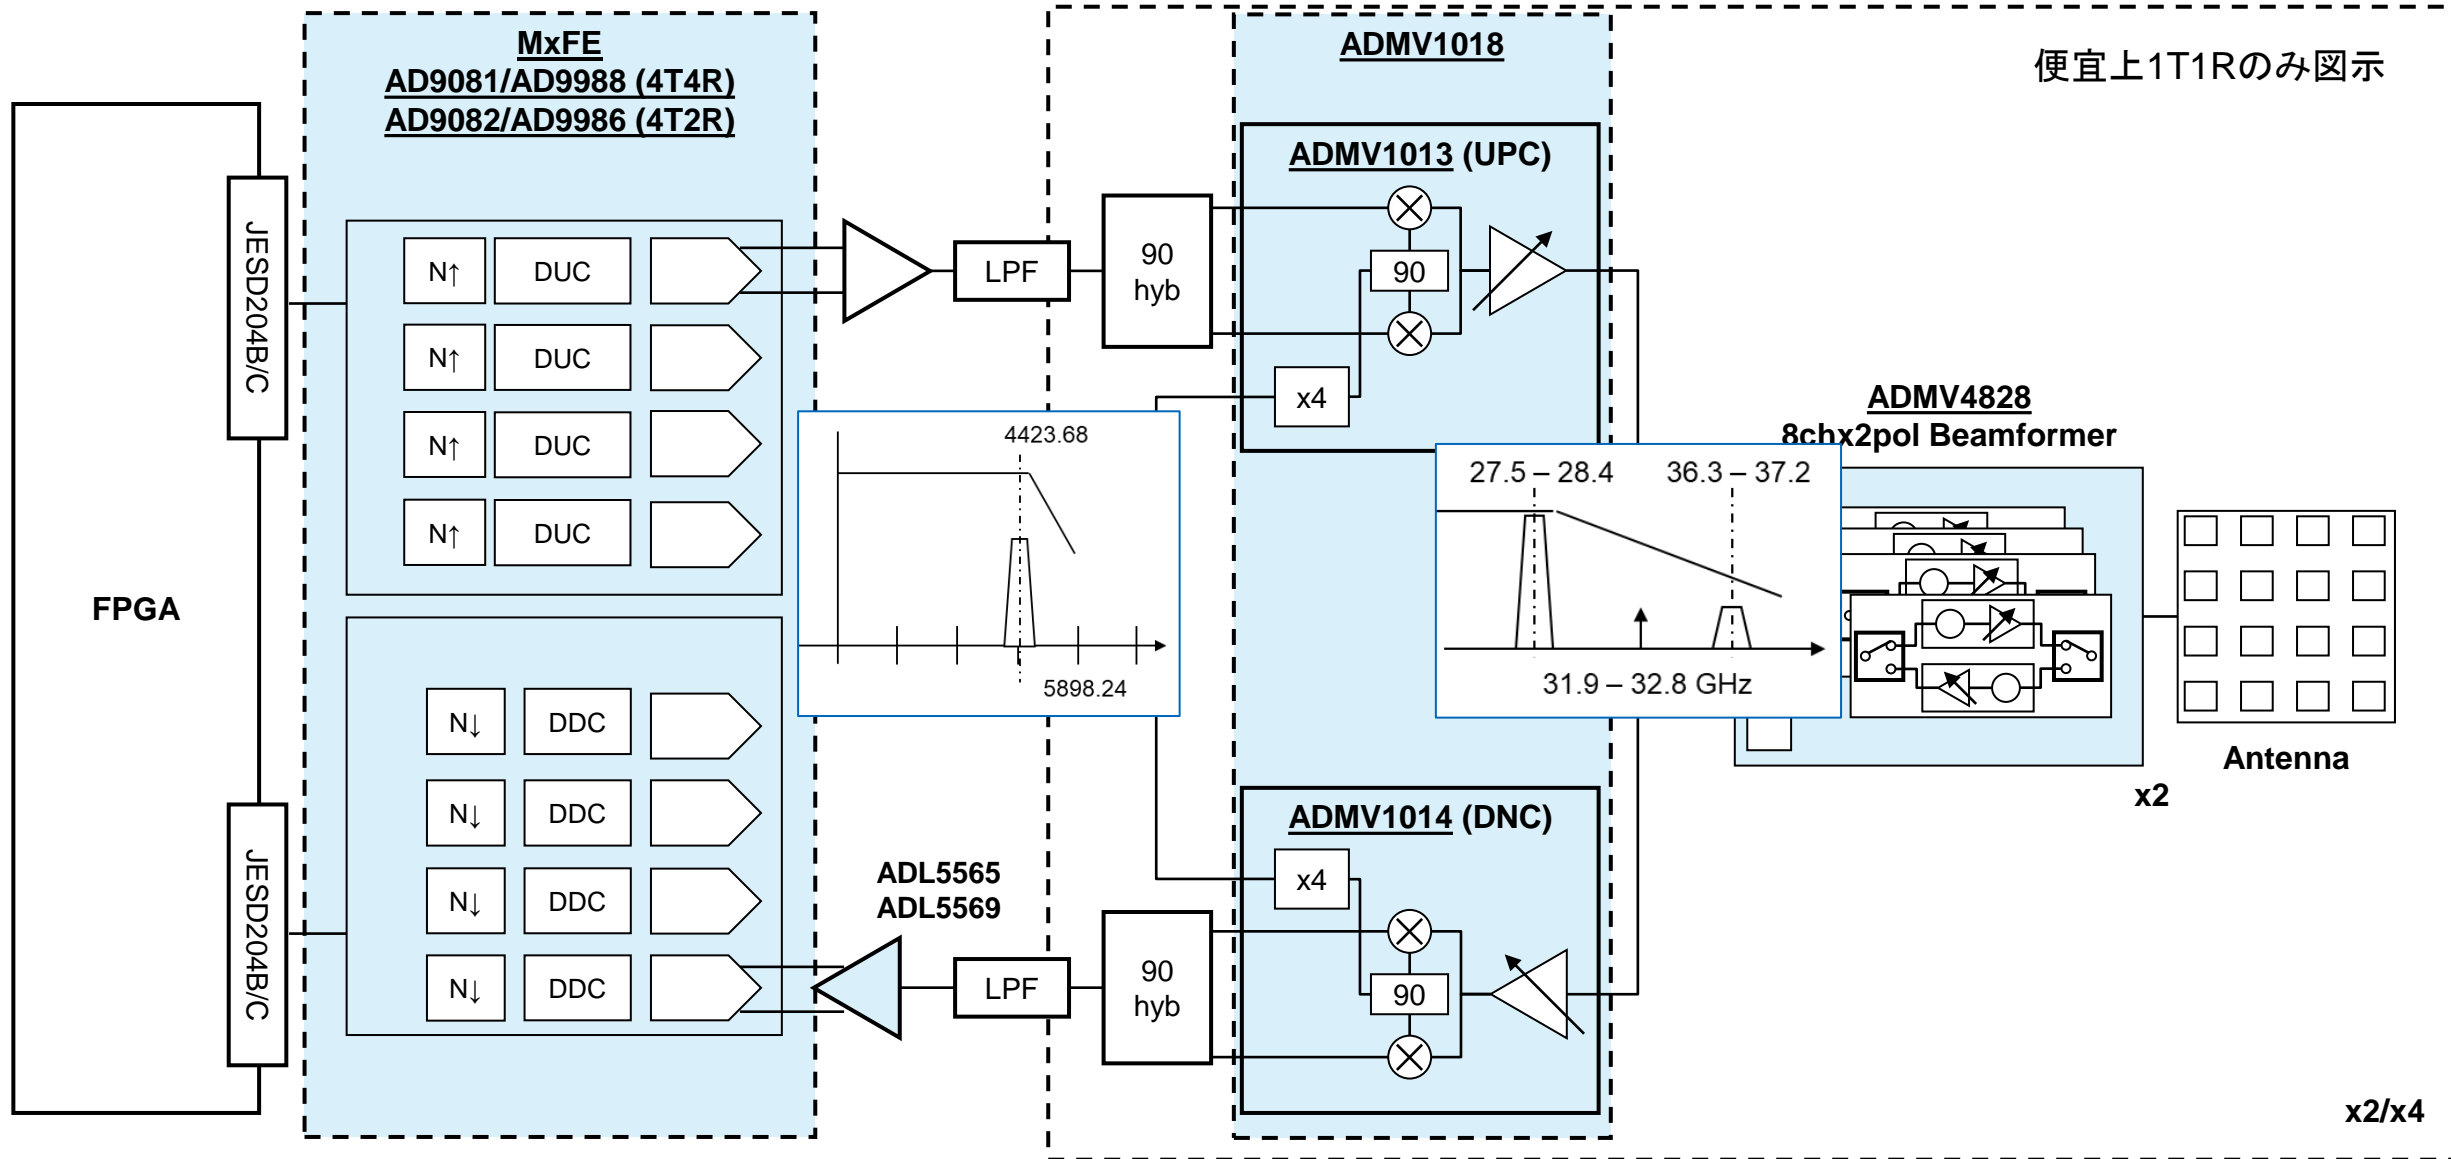 MxFE
AD9081/AD9988 (4T4R)
AD9082/AD9986 (4T2R)
ADMV1018
便宜上1T1Rのみ図示
FPGA
JESD204B/C
JESD204B/C
N↑
DUC
N↑
DUC
N↑
DUC
N↑
DUC
N↓
DDC
N↓
DDC
N↓
DDC
N↓
DDC
LPF
90
hyb
ADMV1013 (UPC)
90
x4
4423.68
5898.24
27.5 – 28.4
36.3 – 37.2
31.9 – 32.8 GHz
ADMV4828
8chx2pol Beamformer
Antenna
x2
ADL5565
ADL5569
LPF
90
hyb
ADMV1014 (DNC)
x4
90
x2/x4